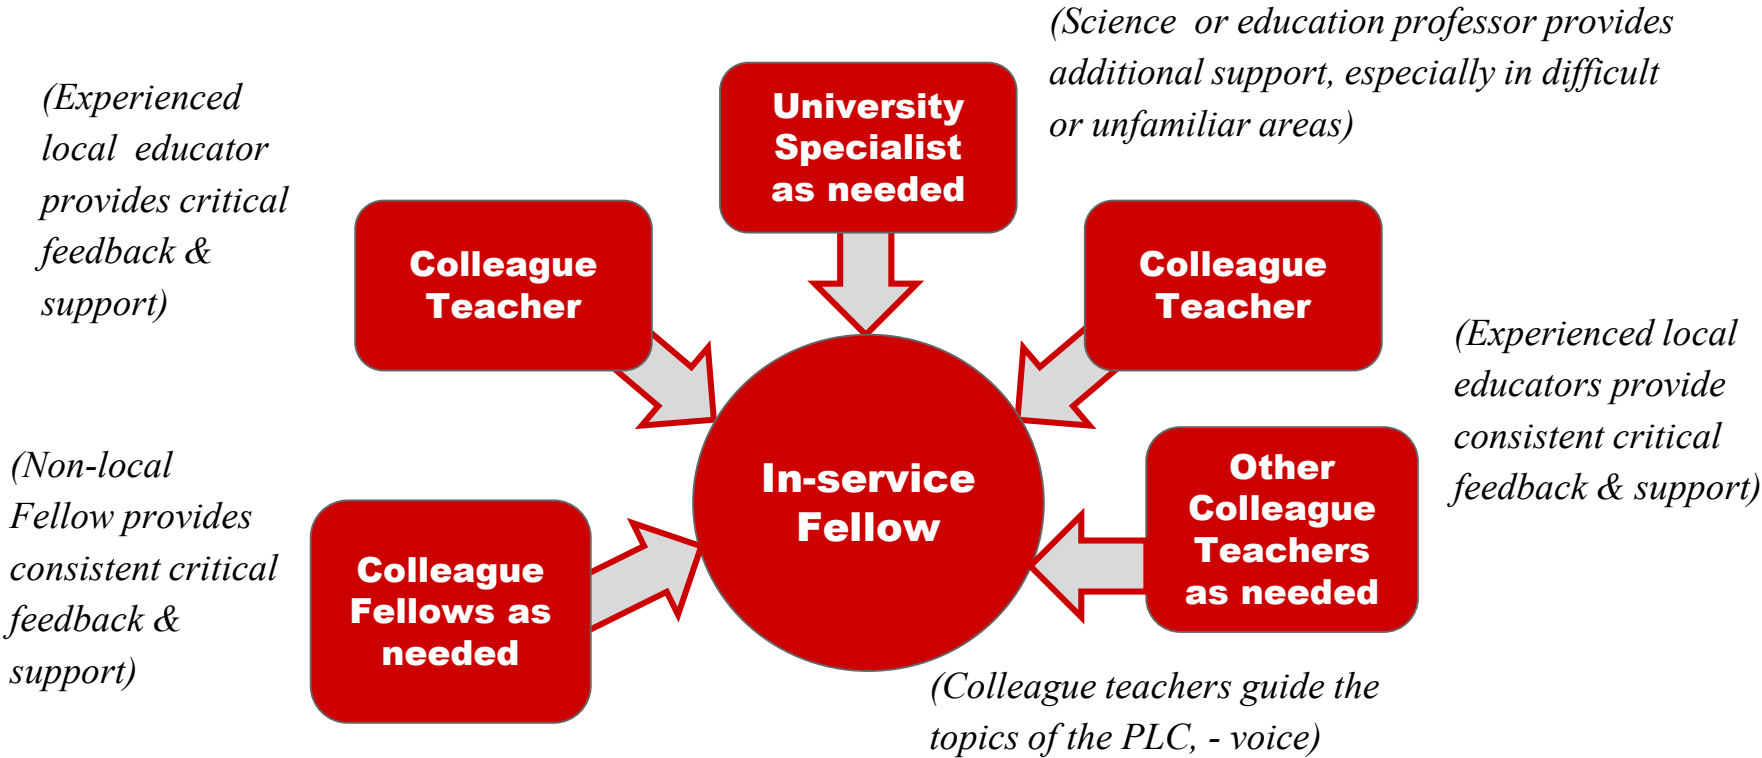 (Science or education professor provides
additional support, especially in difficult
or unfamiliar areas)
(Experienced
local educator
provides critical
feedback &
support)
University
Specialist
as needed
Colleague
Teacher
Colleague
Teacher
(Experienced local
educators provide
consistent critical
feedback & support)
(Non-local
Fellow provides
consistent critical
feedback &
support)
In-service
Fellow
Other
Colleague
Teachers
as needed
Colleague
Fellows as
needed
(Colleague teachers guide the
topics of the PLC, - voice)